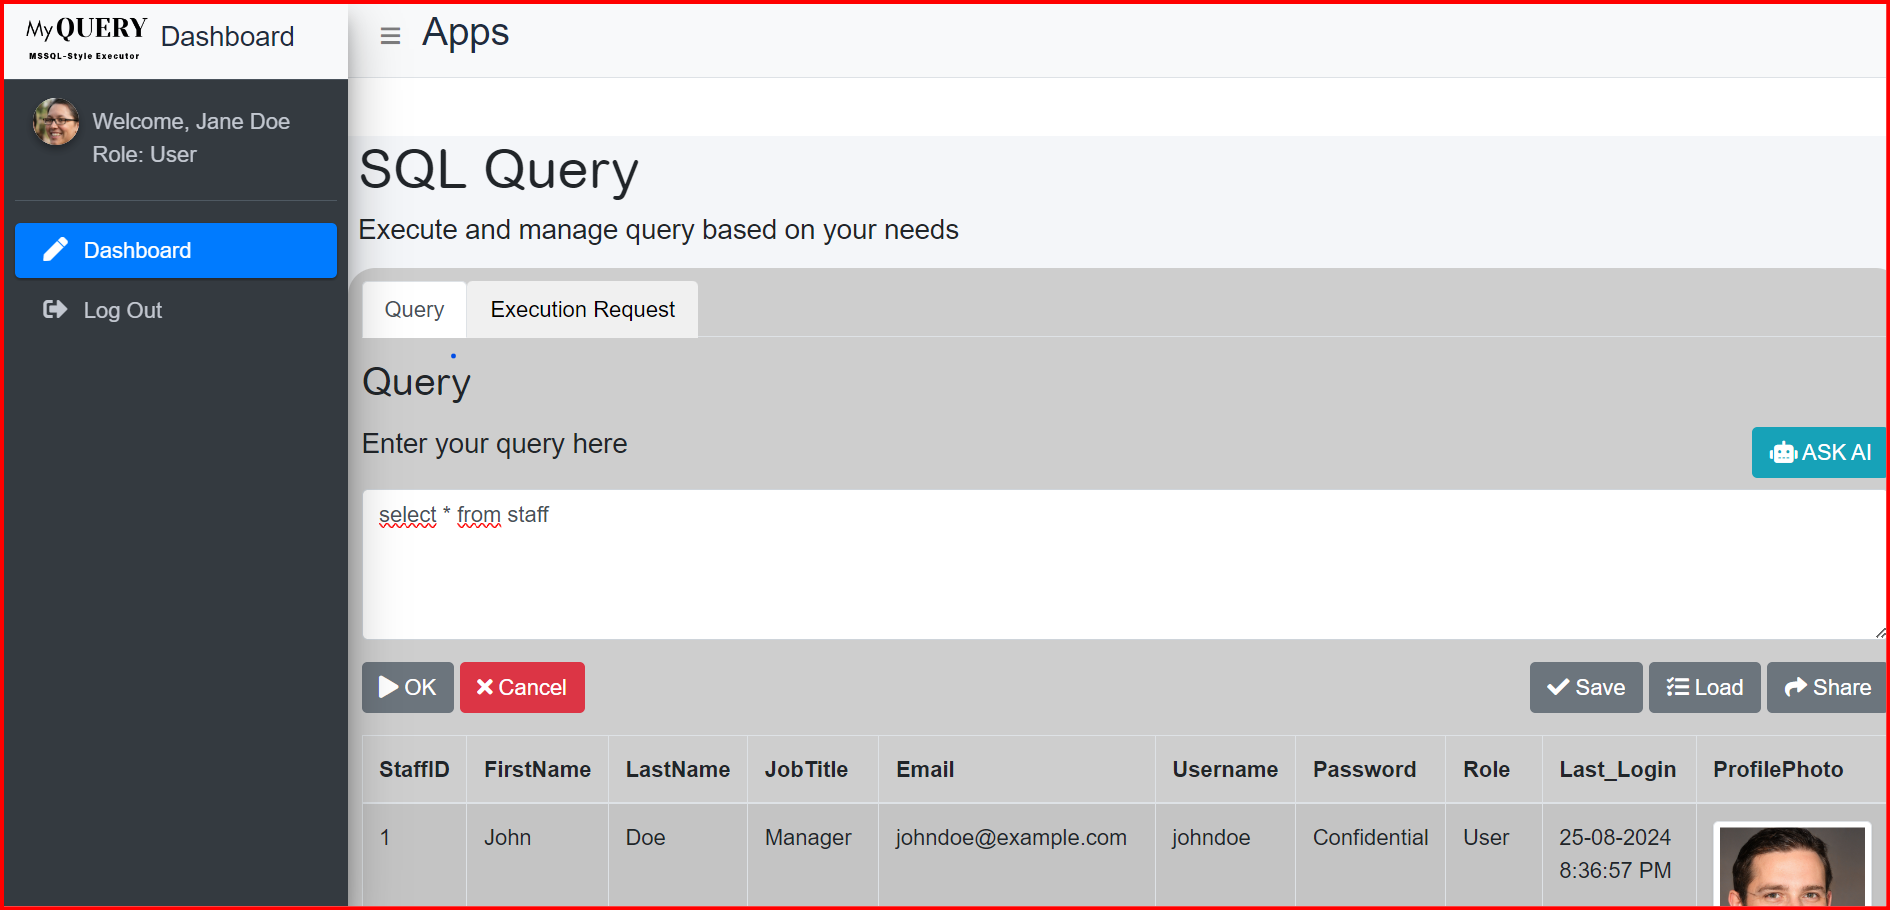 My QUERY
MSSQL-Style Executor
Dashboard
Apps
Welcome, Jane Doe
Role: User
Dashboard
Log Out
SQL Query
Execute and manage query based on your needs
Query
Execution Request
Query
Enter your query here
ASK AI
select * from staff
OK
Cancel
Save
Load
Share
StaffID FirstName LastName JobTitle Email Username Password Role Last_Login ProfilePhoto
1 John Doe Manager johndoe@example.com johndoe Confidential User 25-08-2024
8:36:57 PM